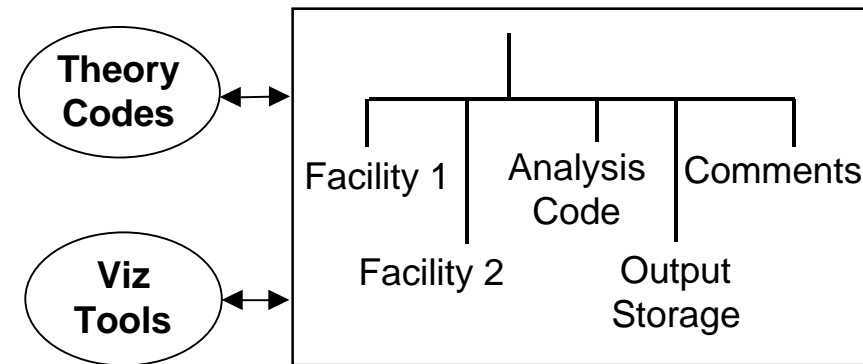 Theory
Codes
Viz
Tools
Facility 1
Analysis
Code
Comments
Facility 2
Output
Storage